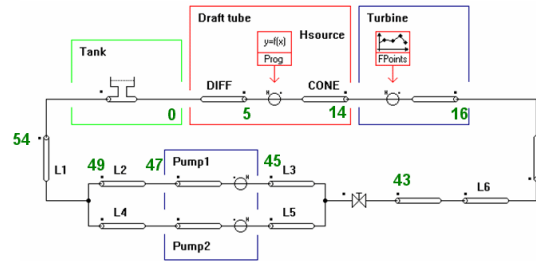 Draft tube
Turbine
Tank
y=f(x)
Hsource
Prog
FPoints
DIFF
CONE
H
H
0
5
14
16
54
49
L2
47
Pump1
H
45
L3
L1
43
L6
L4
L5
H
Pump2